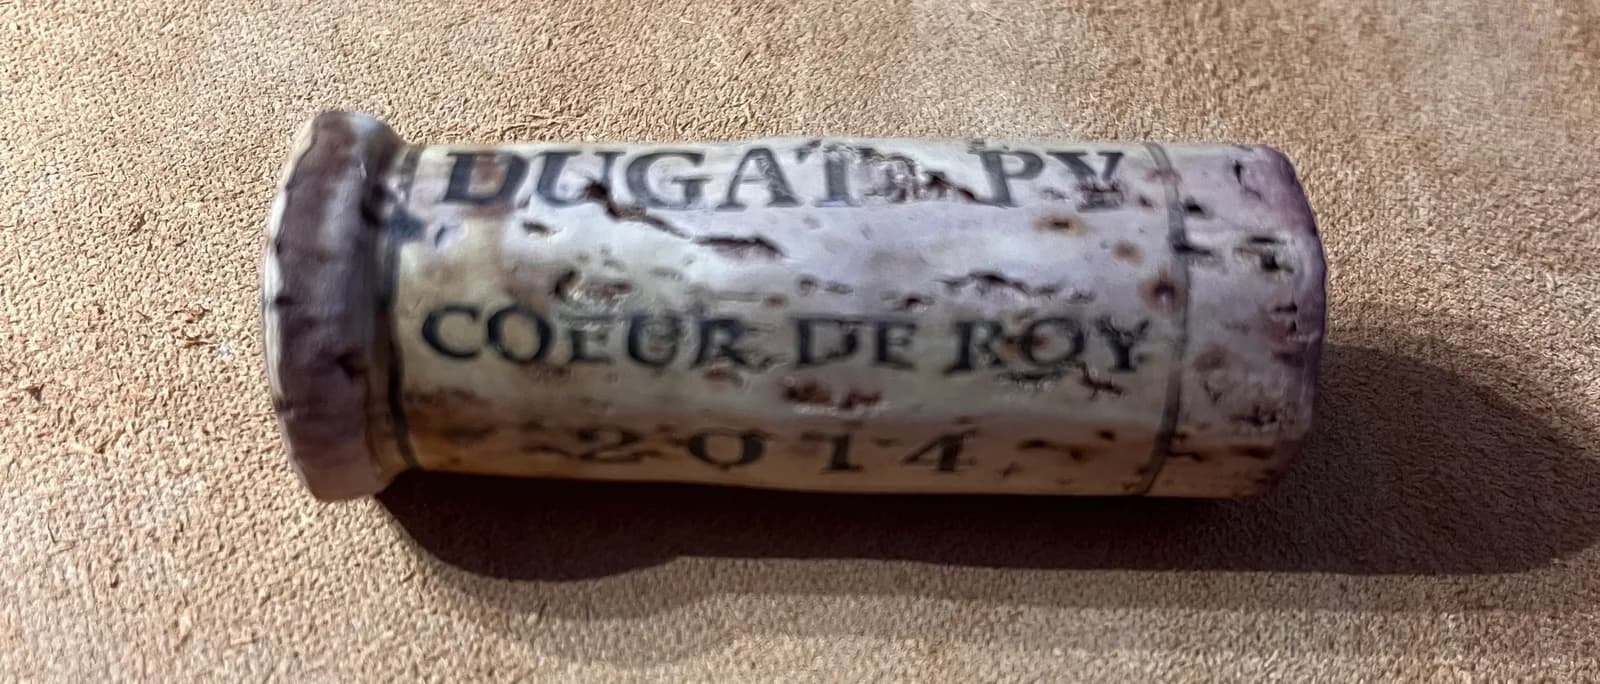 DUGAT-PY
COEUR DE ROY
2014